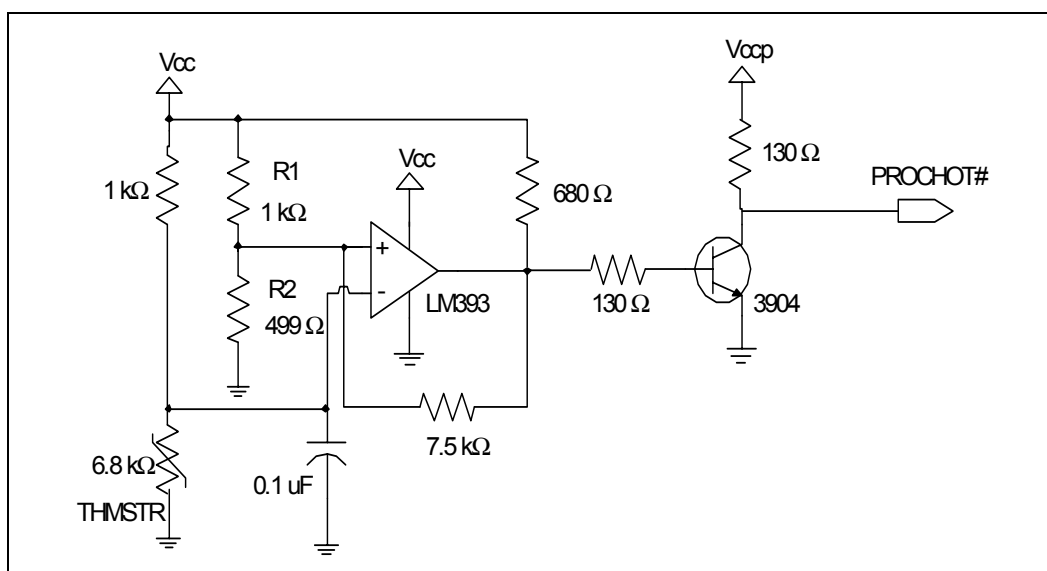 Vcc
Vccp
1 kΩ
R1
1 kΩ
Vcc
680 Ω
130 Ω
PROCHOT#
+
-
LM393
R2
499 Ω
130 Ω
3904
7.5 kΩ
6.8 kΩ
THMSTR
0.1 uF